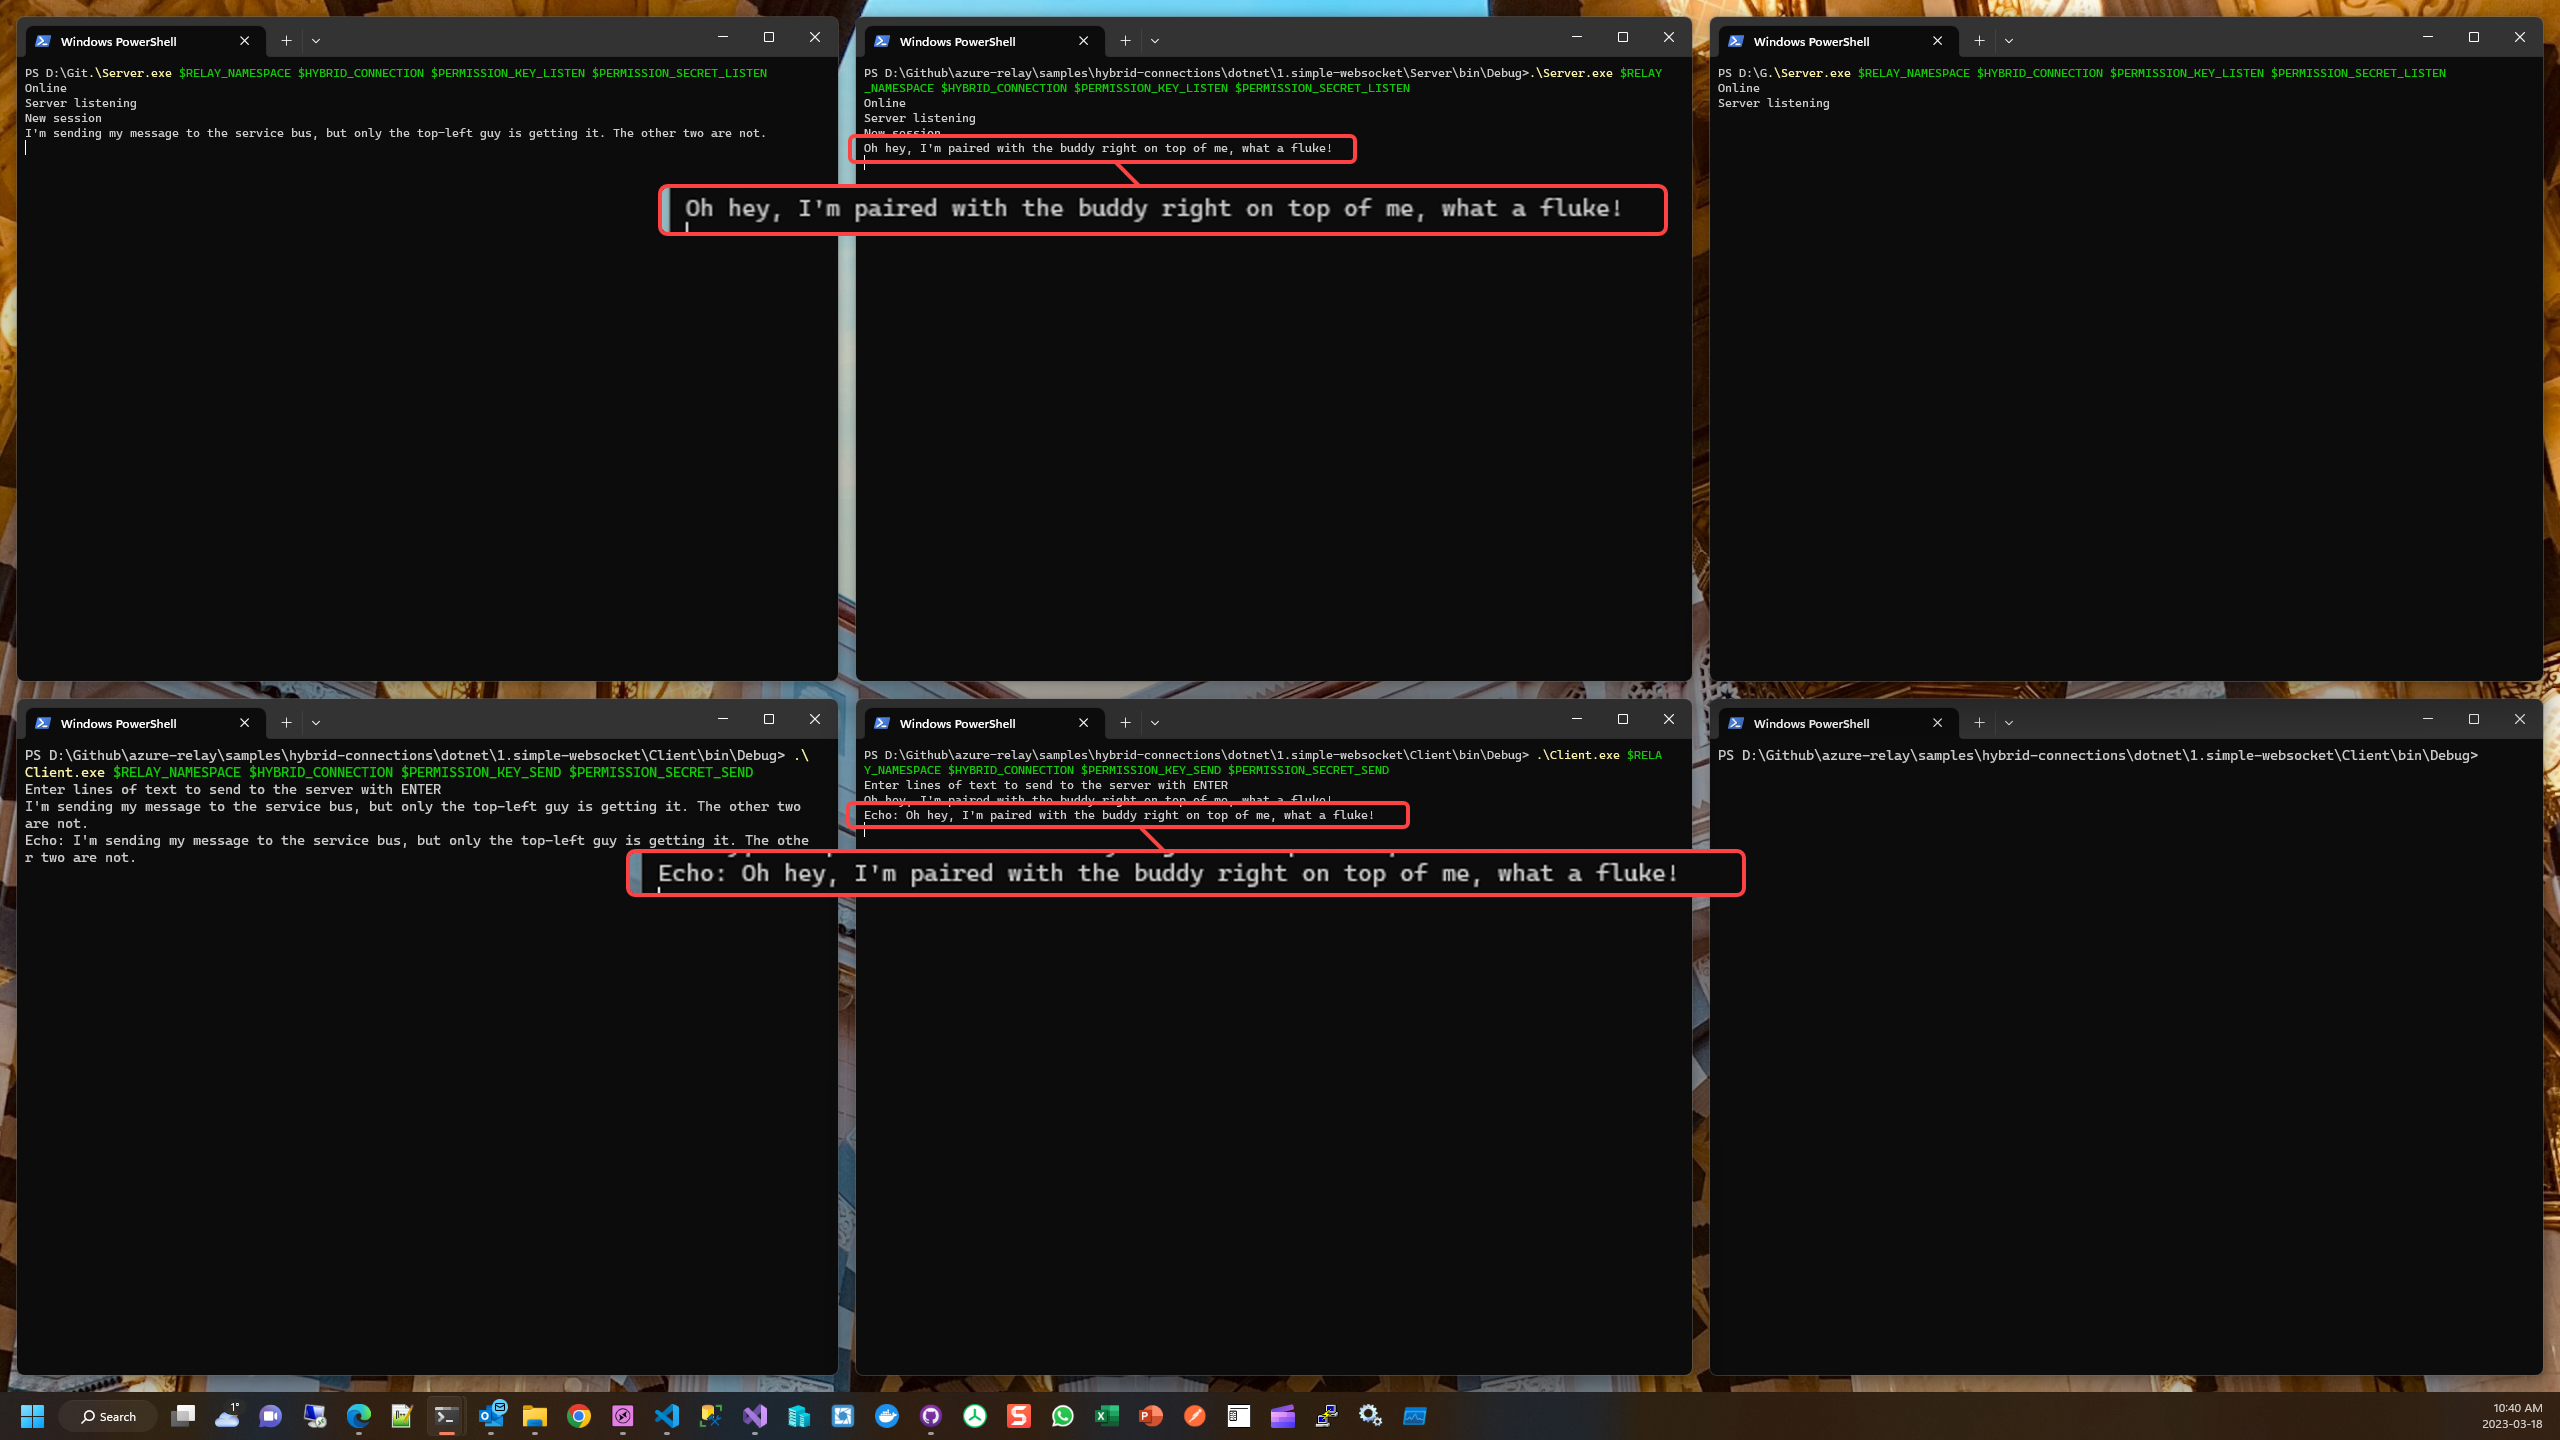 Windows PowerShell
PS D:\Git.\Server.exe $RELAY_NAMESPACE $HYBRID_CONNECTION $PERMISSION_KEY_LISTEN $PERMISSION_SECRET_LISTEN
Online
Server listening
New session
I'm sending my message to the service bus, but only the top-left guy is getting it. The other two are not.
Windows PowerShell
PS D:\Github\azure-relay\samples\hybrid-connections\dotnet\1.simple-websocket\Server\bin\Debug>.\Server.exe $RELAY
_NAMESPACE $HYBRID_CONNECTION $PERMISSION_KEY_LISTEN $PERMISSION_SECRET_LISTEN
Online
Server listening
New session
Oh hey, I'm paired with the buddy right on top of me, what a fluke!
Oh hey, I'm paired with the buddy right on top of me, what a fluke!
Windows PowerShell
PS D:\G.\Server.exe $RELAY_NAMESPACE $HYBRID_CONNECTION $PERMISSION_KEY_LISTEN $PERMISSION_SECRET_LISTEN
Online
Server listening
Windows PowerShell
PS D:\Github\azure-relay\samples\hybrid-connections\dotnet\1.simple-websocket\Client\bin\Debug> .\
Client.exe $RELAY_NAMESPACE $HYBRID_CONNECTION $PERMISSION_KEY_SEND $PERMISSION_SECRET_SEND
Enter lines of text to send to the server with ENTER
I'm sending my message to the service bus, but only the top-left guy is getting it. The other two
are not.
Echo: I'm sending my message to the service bus, but only the top-left guy is getting it. The othe
r two are not.
Windows PowerShell
PS D:\Github\azure-relay\samples\hybrid-connections\dotnet\1.simple-websocket\Client\bin\Debug> .\Client.exe $RELA
Y_NAMESPACE $HYBRID_CONNECTION $PERMISSION_KEY_SEND $PERMISSION_SECRET_SEND
Enter lines of text to send to the server with ENTER
Oh hey, I'm paired with the buddy right on top of me, what a fluke!
Echo: Oh hey, I'm paired with the buddy right on top of me, what a fluke!
Echo: Oh hey, I'm paired with the buddy right on top of me, what a fluke!
Windows PowerShell
PS D:\Github\azure-relay\samples\hybrid-connections\dotnet\1.simple-websocket\Client\bin\Debug>
Search
1°
10:40 AM
2023-03-18